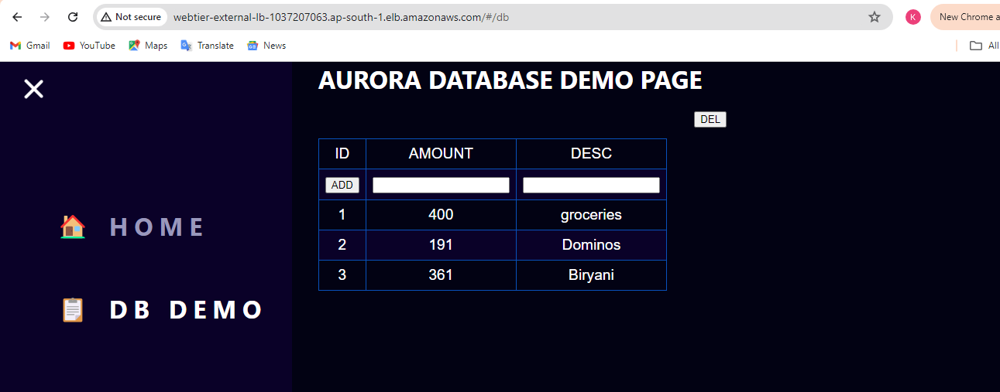 Not secure webtier-external-lb-1037207063.ap-south-1.elb.amazonaws.com/#/db K New Chrome a
Gmail YouTube Maps Translate News All
AURORA DATABASE DEMO PAGE
DEL
ID AMOUNT DESC
ADD
1 400 groceries
2 191 Dominos
3 361 Biryani
HOME
DB DEMO